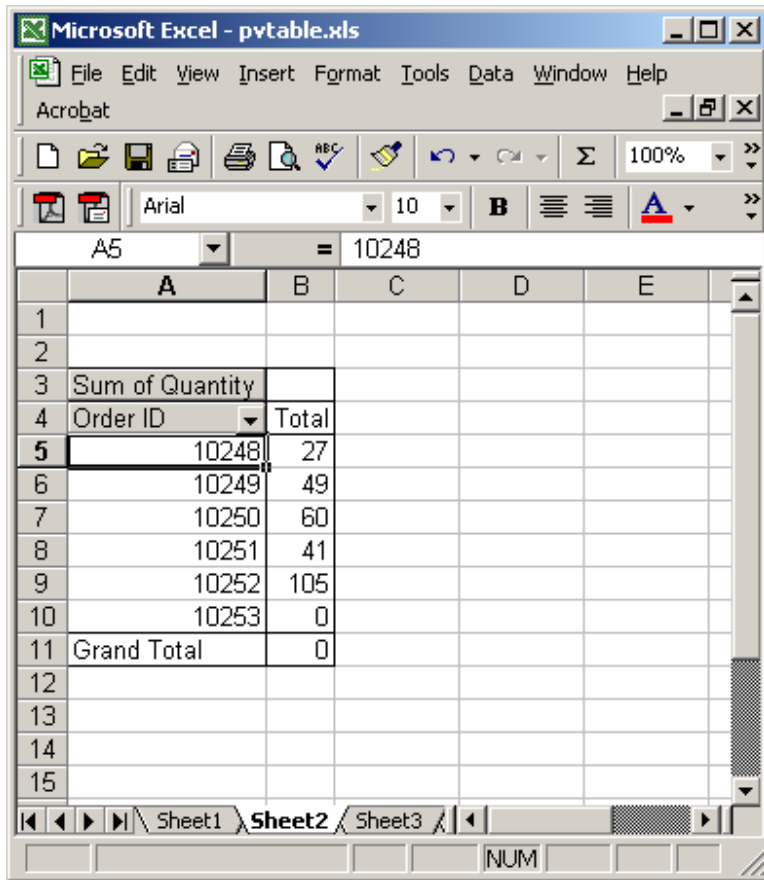 Microsoft Excel - pvtable.xls
File Edit View Insert Format Tools Data Window Help
Acrobat
ABC Σ 100%
Arial 10 B A
A5 = 10248
A B C D E
1
2
3 Sum of Quantity
4 Order ID Total
5 10248 27
6 10249 49
7 10250 60
8 10251 41
9 10252 105
10 10253 0
11 Grand Total 0
12
13
14
15
Sheet1 Sheet2 Sheet3
NUM